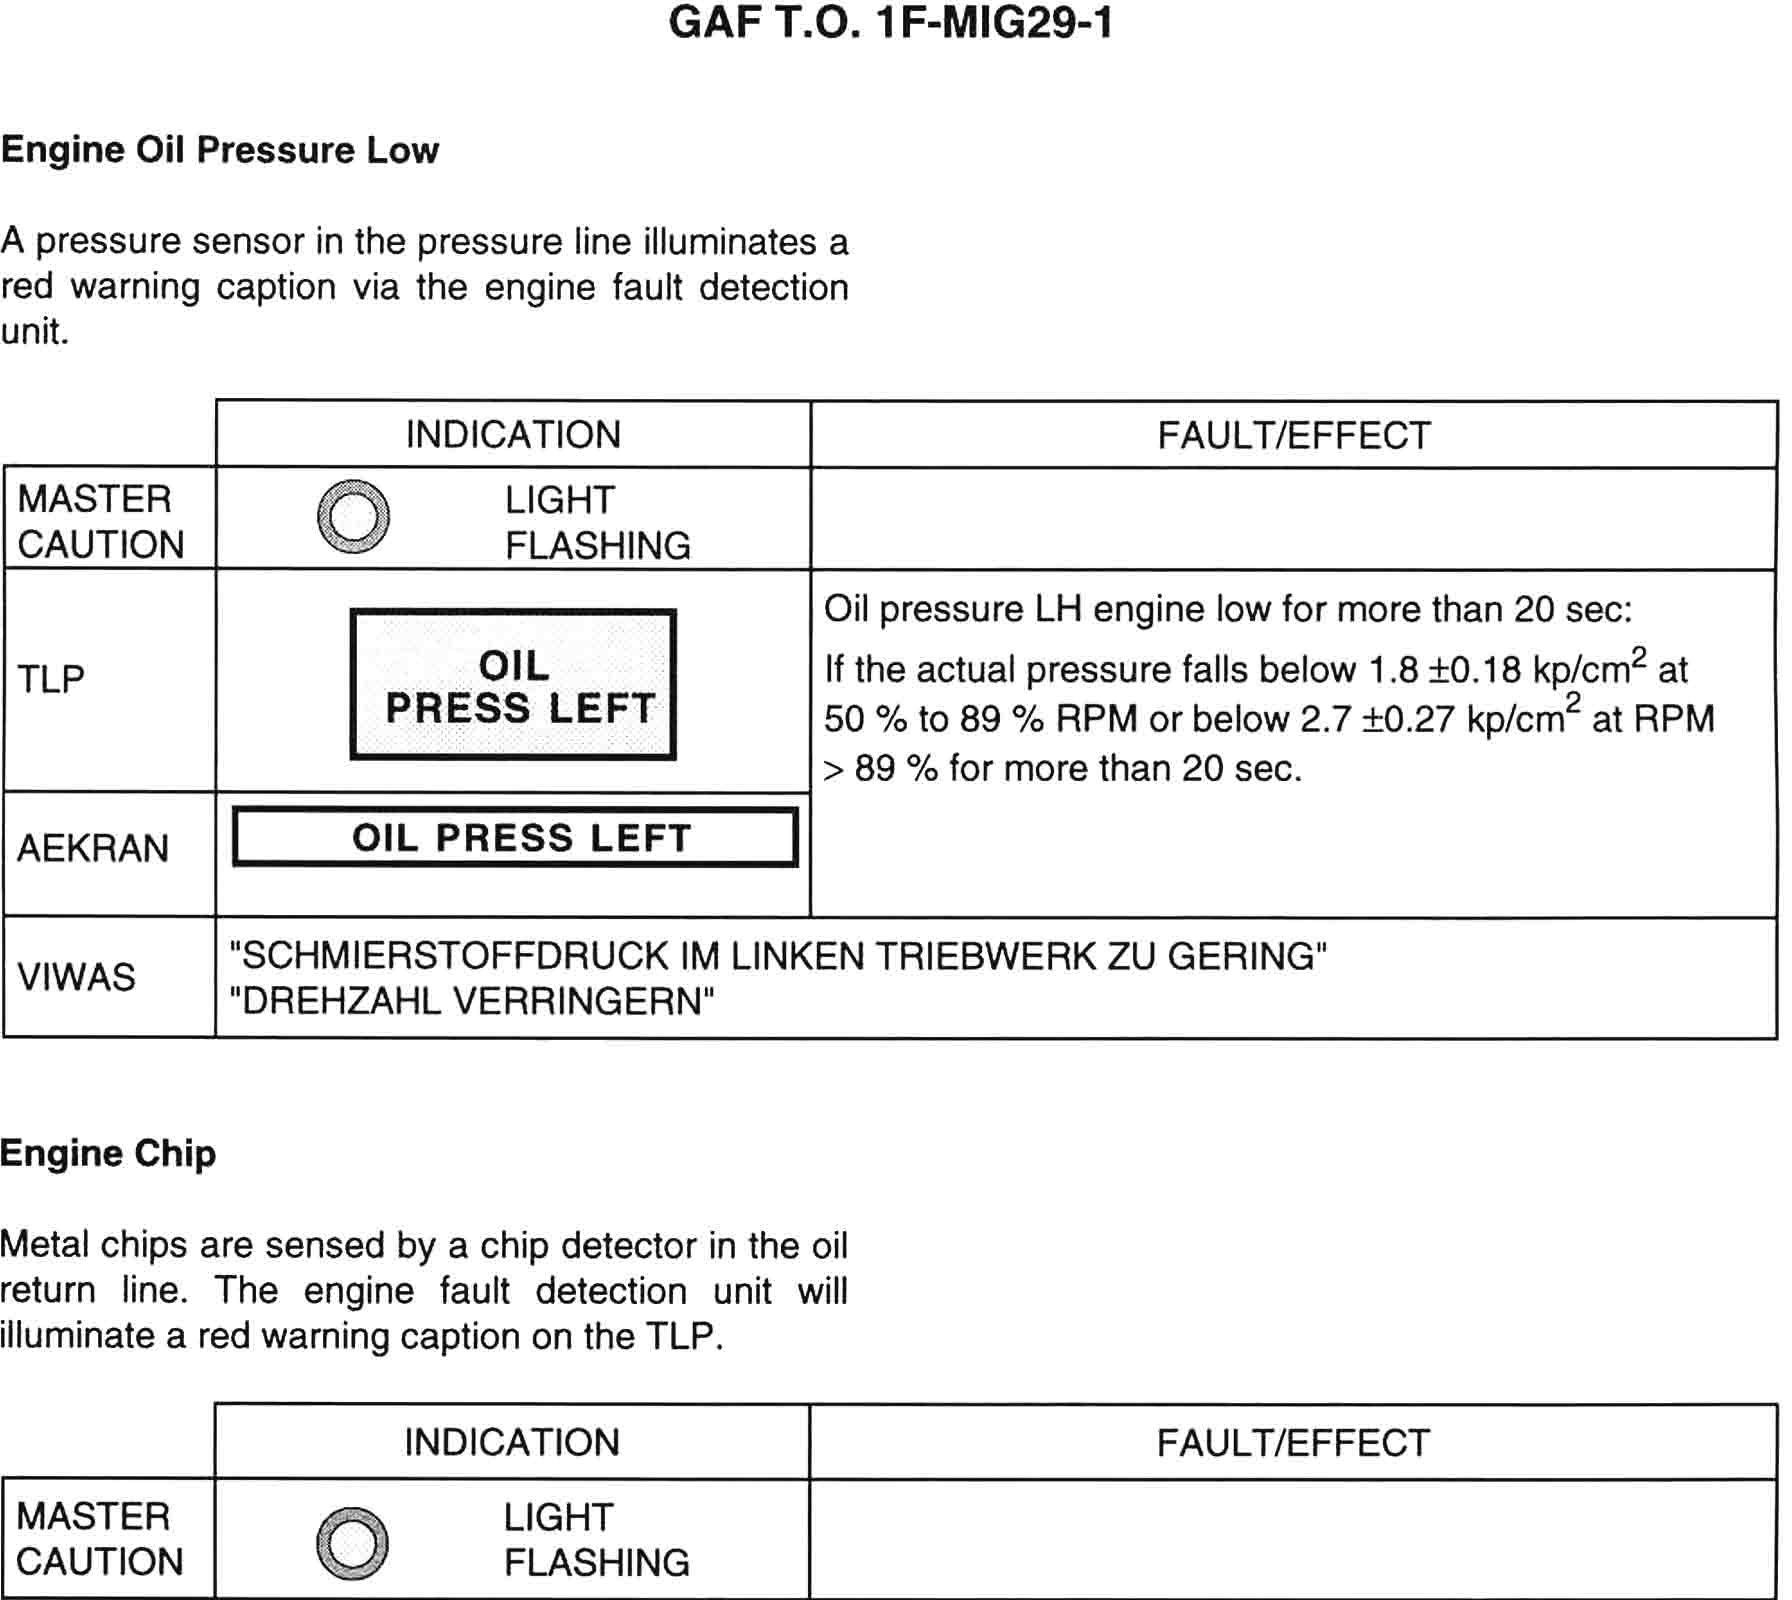 GAF T.O. 1F-MIG29-1
Engine Oil Pressure Low
A pressure sensor in the pressure line illuminates a
red warning caption via the engine fault detection
unit.
INDICATION
FAULT/EFFECT
MASTER
CAUTION
LIGHT
FLASHING
TLP
OIL
PRESS LEFT
Oil pressure LH engine low for more than 20 sec:
If the actual pressure falls below 1.8 ±0.18 kp/cm² at
50 % to 89 % RPM or below 2.7 ±0.27 kp/cm² at RPM
> 89 % for more than 20 sec.
AEKRAN
OIL PRESS LEFT
VIWAS
"SCHMIERSTOFFDRUCK IM LINKEN TRIEBWERK ZU GERING"
"DREHZAHL VERRINGERN"
Engine Chip
Metal chips are sensed by a chip detector in the oil
return line. The engine fault detection unit will
illuminate a red warning caption on the TLP.
INDICATION
FAULT/EFFECT
MASTER
CAUTION
LIGHT
FLASHING